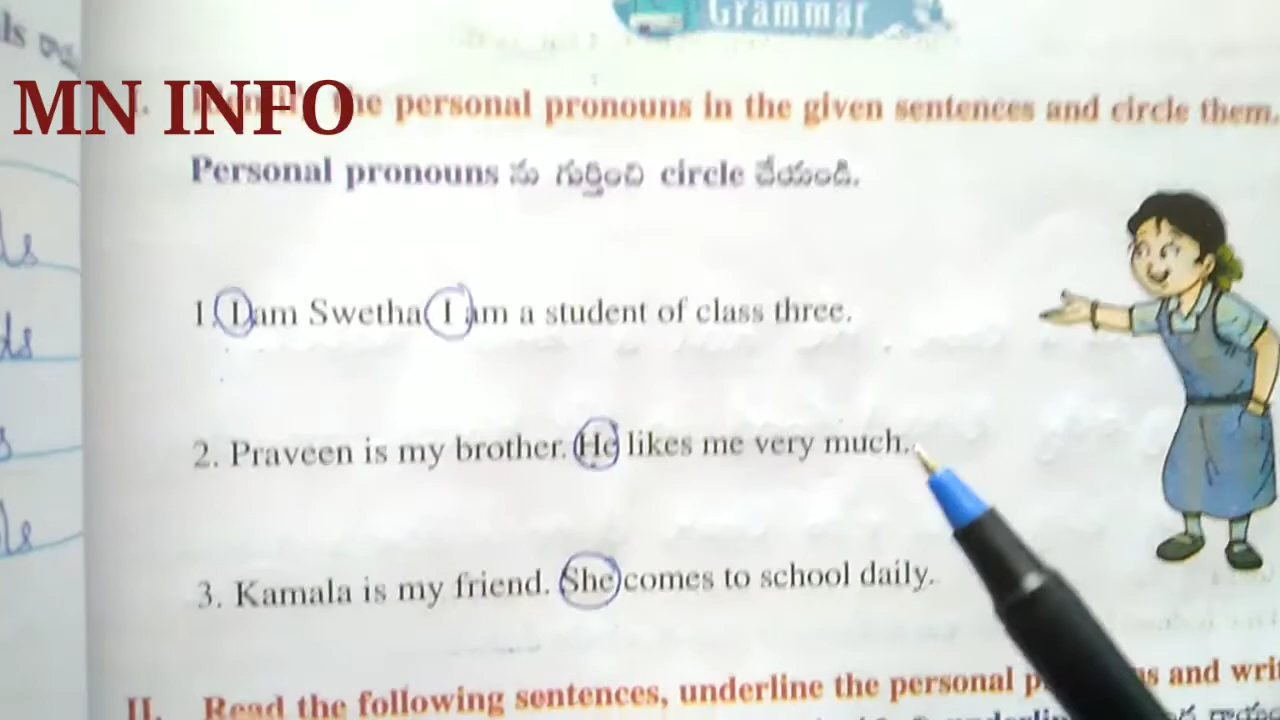 Grammar
MN INFO
the personal pronouns in the given sentences and circle them.
Personal pronouns ను గుర్తించి circle చేయండి.
1. I am Swetha I am a student of class three.
2. Praveen is my brother. He likes me very much.
3. Kamala is my friend. She comes to school daily.
II. Read the following sentences, underline the personal and